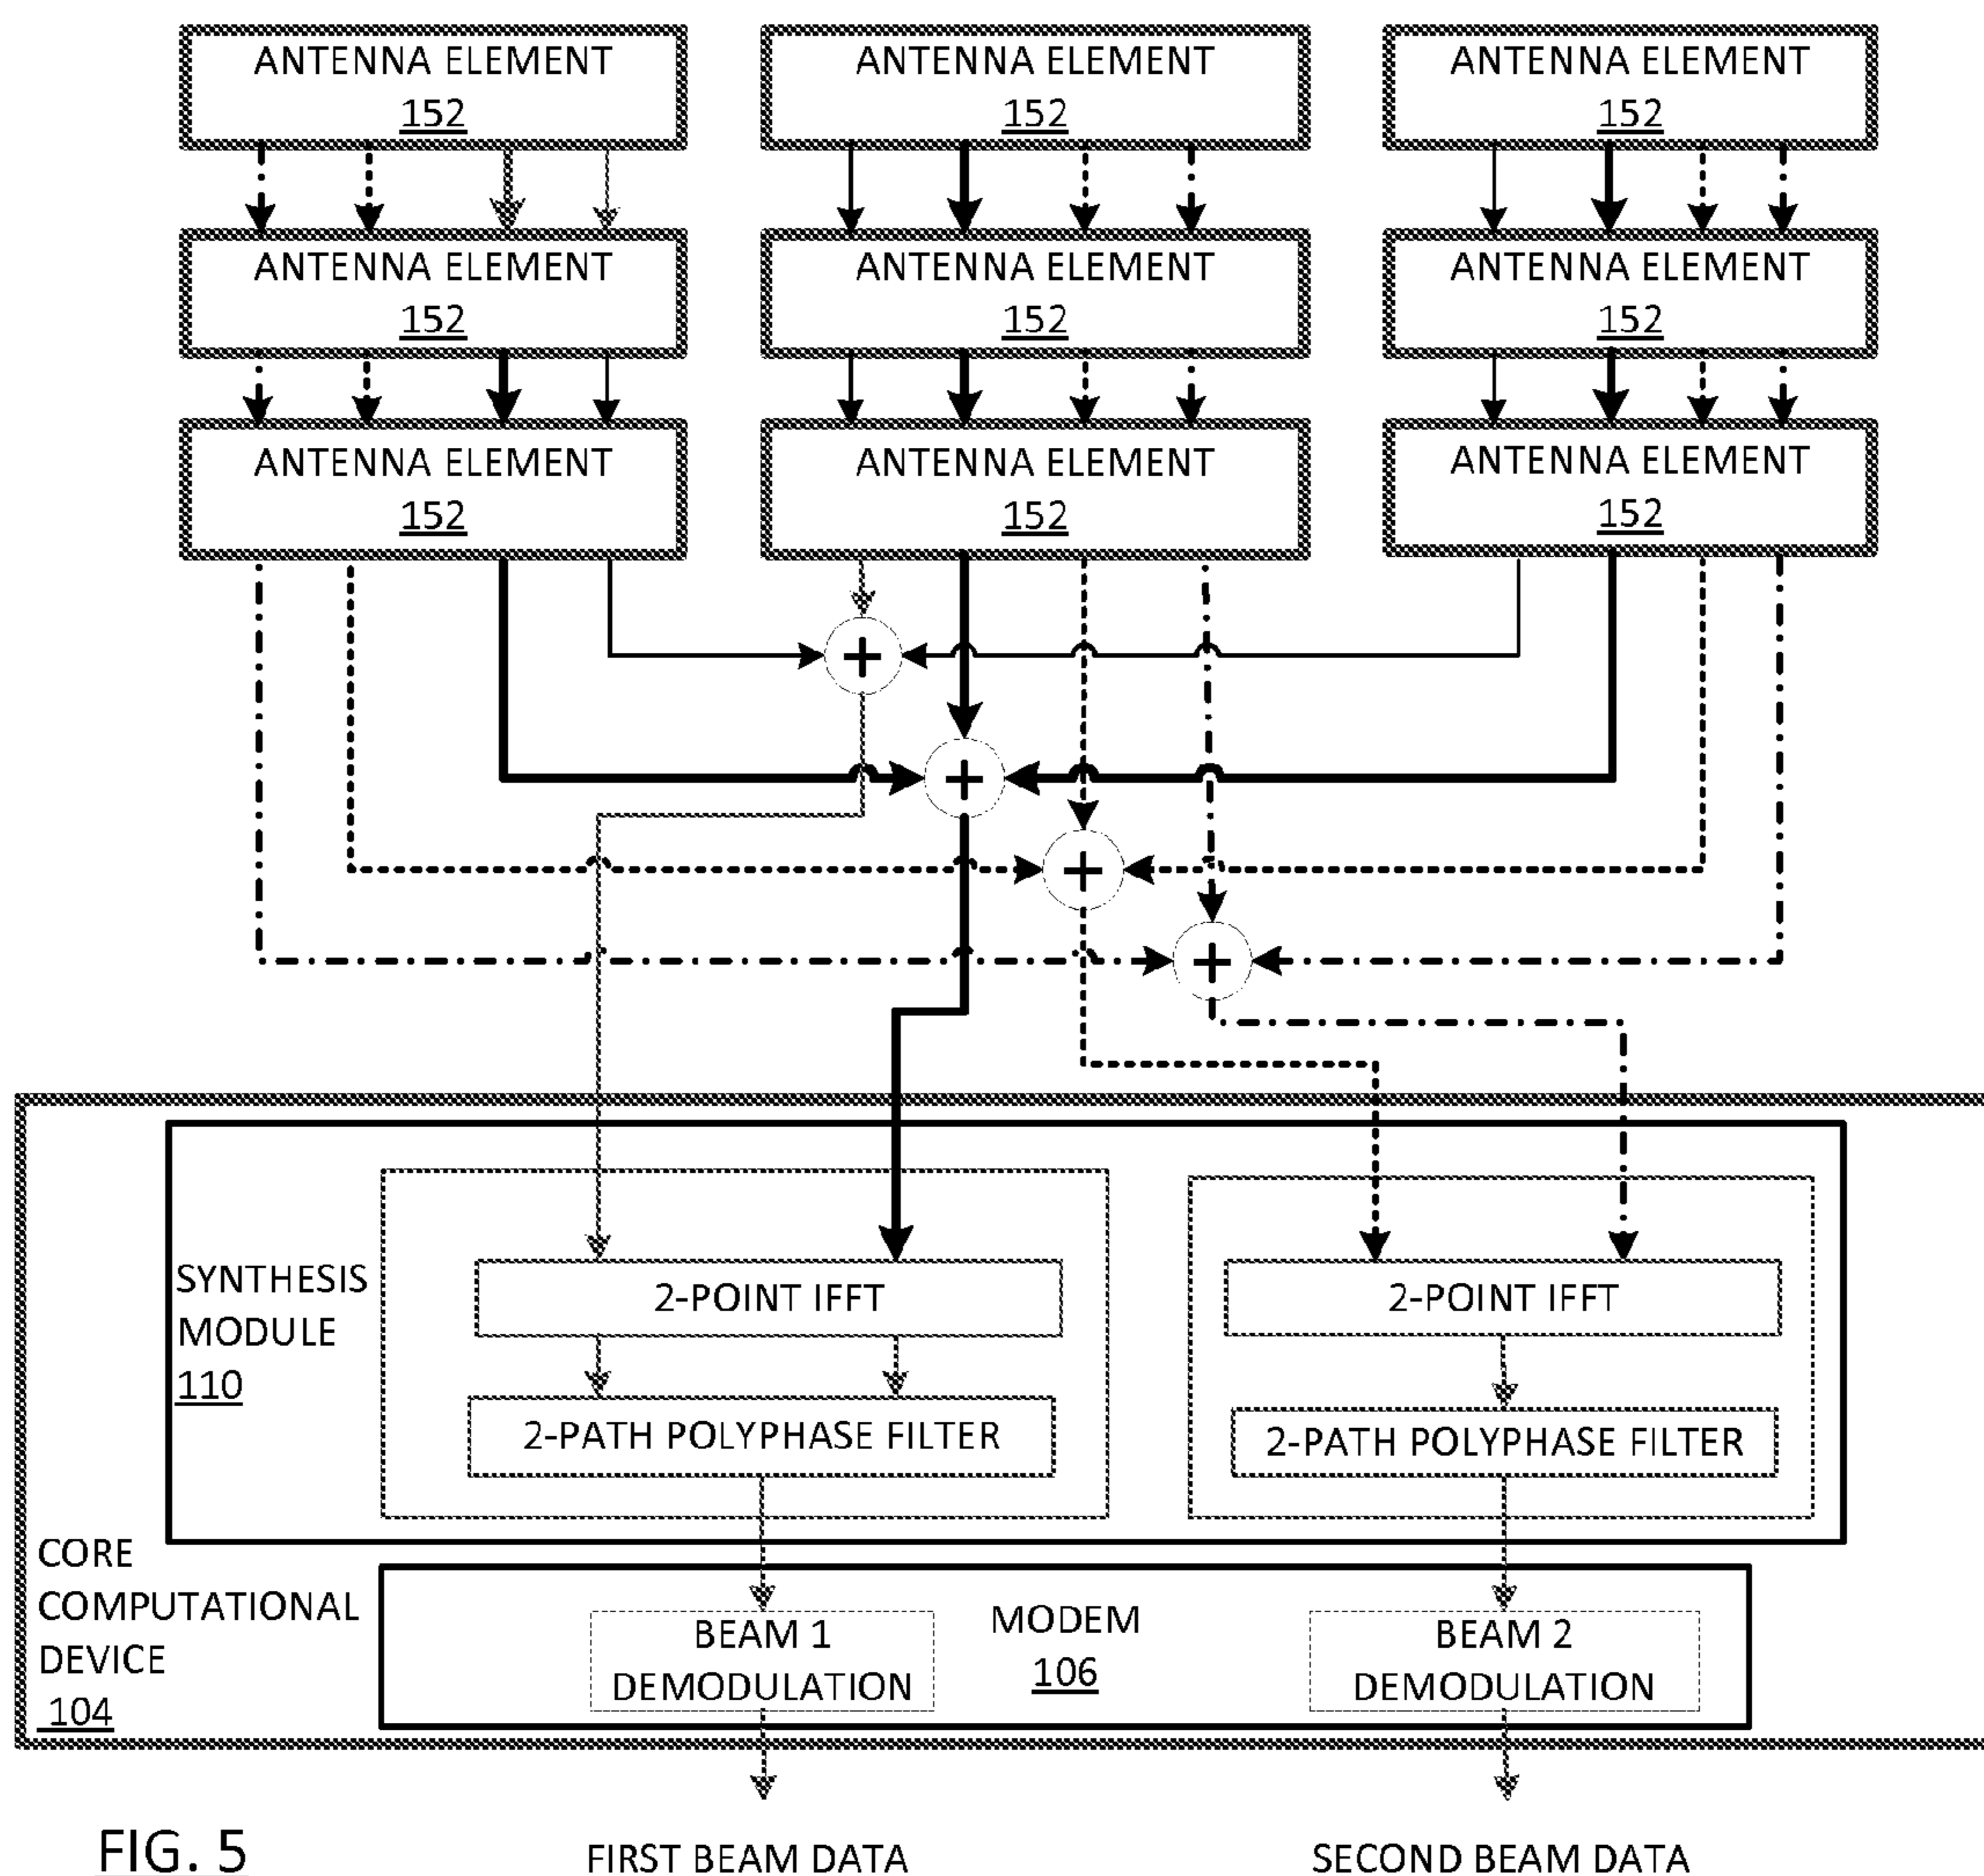 ANTENNA ELEMENT
152
ANTENNA ELEMENT
152
ANTENNA ELEMENT
152
ANTENNA ELEMENT
152
ANTENNA ELEMENT
152
ANTENNA ELEMENT
152
ANTENNA ELEMENT
152
ANTENNA ELEMENT
152
ANTENNA ELEMENT
152
+
+
+
+
SYNTHESIS
MODULE
110
2-POINT IFFT
2-PATH POLYPHASE FILTER
2-POINT IFFT
2-PATH POLYPHASE FILTER
CORE
COMPUTATIONAL
DEVICE
104
BEAM 1
DEMODULATION
MODEM
106
BEAM 2
DEMODULATION
FIG. 5
FIRST BEAM DATA
SECOND BEAM DATA